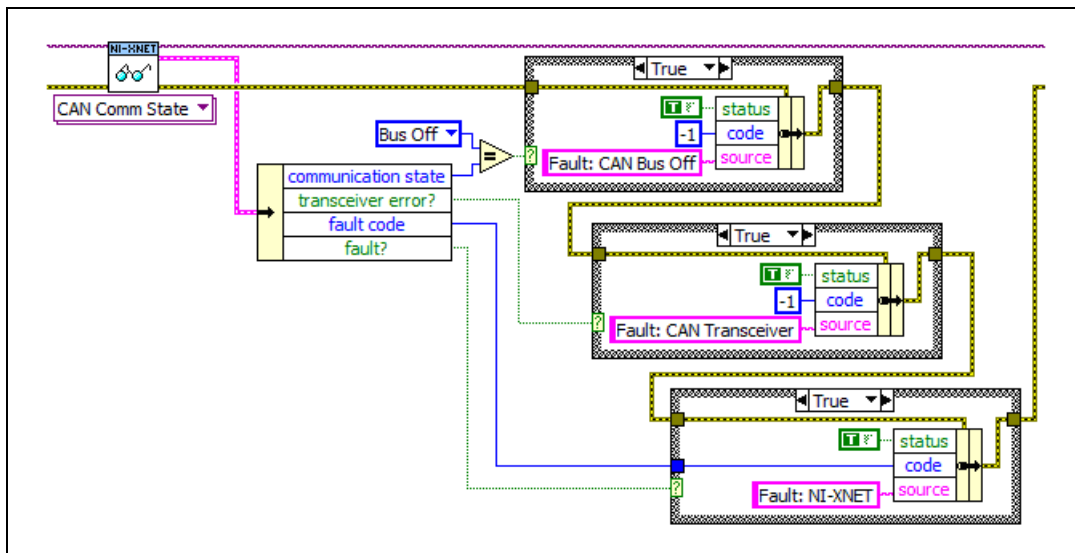 NI-XNET
CAN Comm State
True
T
status
-1
code
Fault: CAN Bus Off
source
Bus Off
=
?
communication state
transceiver error?
fault code
fault?
True
T
status
-1
code
?
Fault: CAN Transceiver
source
True
T
status
code
?
Fault: NI-XNET
source